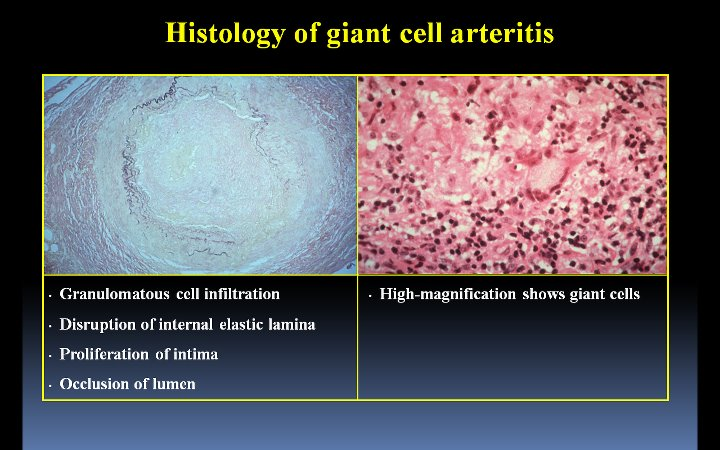 Histology of giant cell arteritis
· Granulomatous cell infiltration
· Disruption of internal elastic lamina
· Proliferation of intima
· Occlusion of lumen
· High-magnification shows giant cells